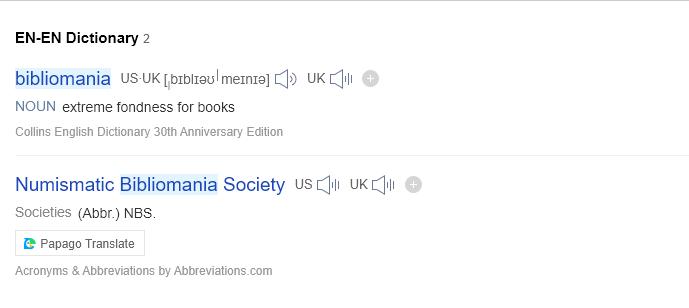 EN-EN Dictionary 2
bibliomania US·UK [ˌbɪblɪəʊˈmeɪnɪə] UK
NOUN extreme fondness for books
Collins English Dictionary 30th Anniversary Edition
Numismatic Bibliomania Society US UK
Societies (Abbr.) NBS.
Papago Translate
Acronyms & Abbreviations by Abbreviations.com